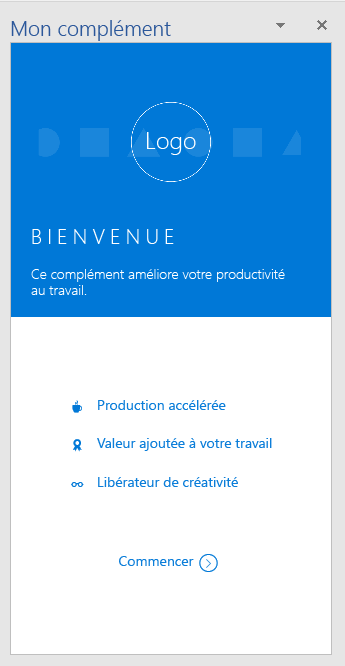 Mon complément
Logo
BIENVENUE
Ce complément améliore votre productivité
au travail.
Production accélérée
Valeur ajoutée à votre travail
Libérateur de créativité
Commencer